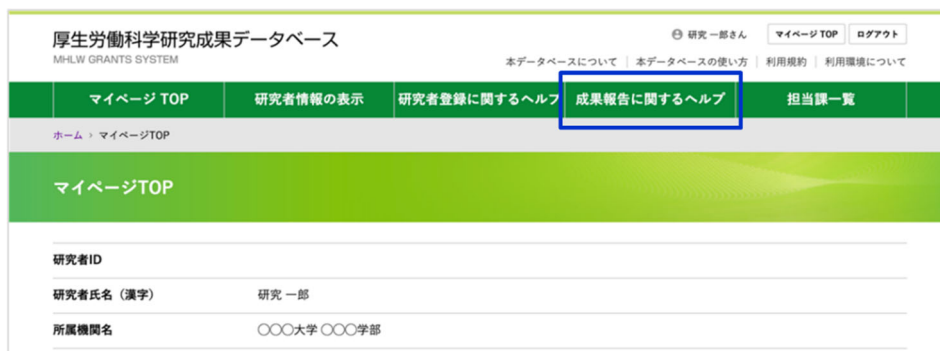 厚生労働科学研究成果データベース
MHLW GRANTS SYSTEM
研究 一郎さん
マイページ TOP
ログアウト
本データベースについて
本データベースの使い方
利用規約
利用環境について
マイページ TOP
研究者情報の表示
研究者登録に関するヘルプ
成果報告に関するヘルプ
担当課一覧
ホーム › マイページTOP
マイページTOP
研究者ID
研究者氏名(漢字) 研究 一郎
所属機関名 〇〇〇大学 〇〇〇学部